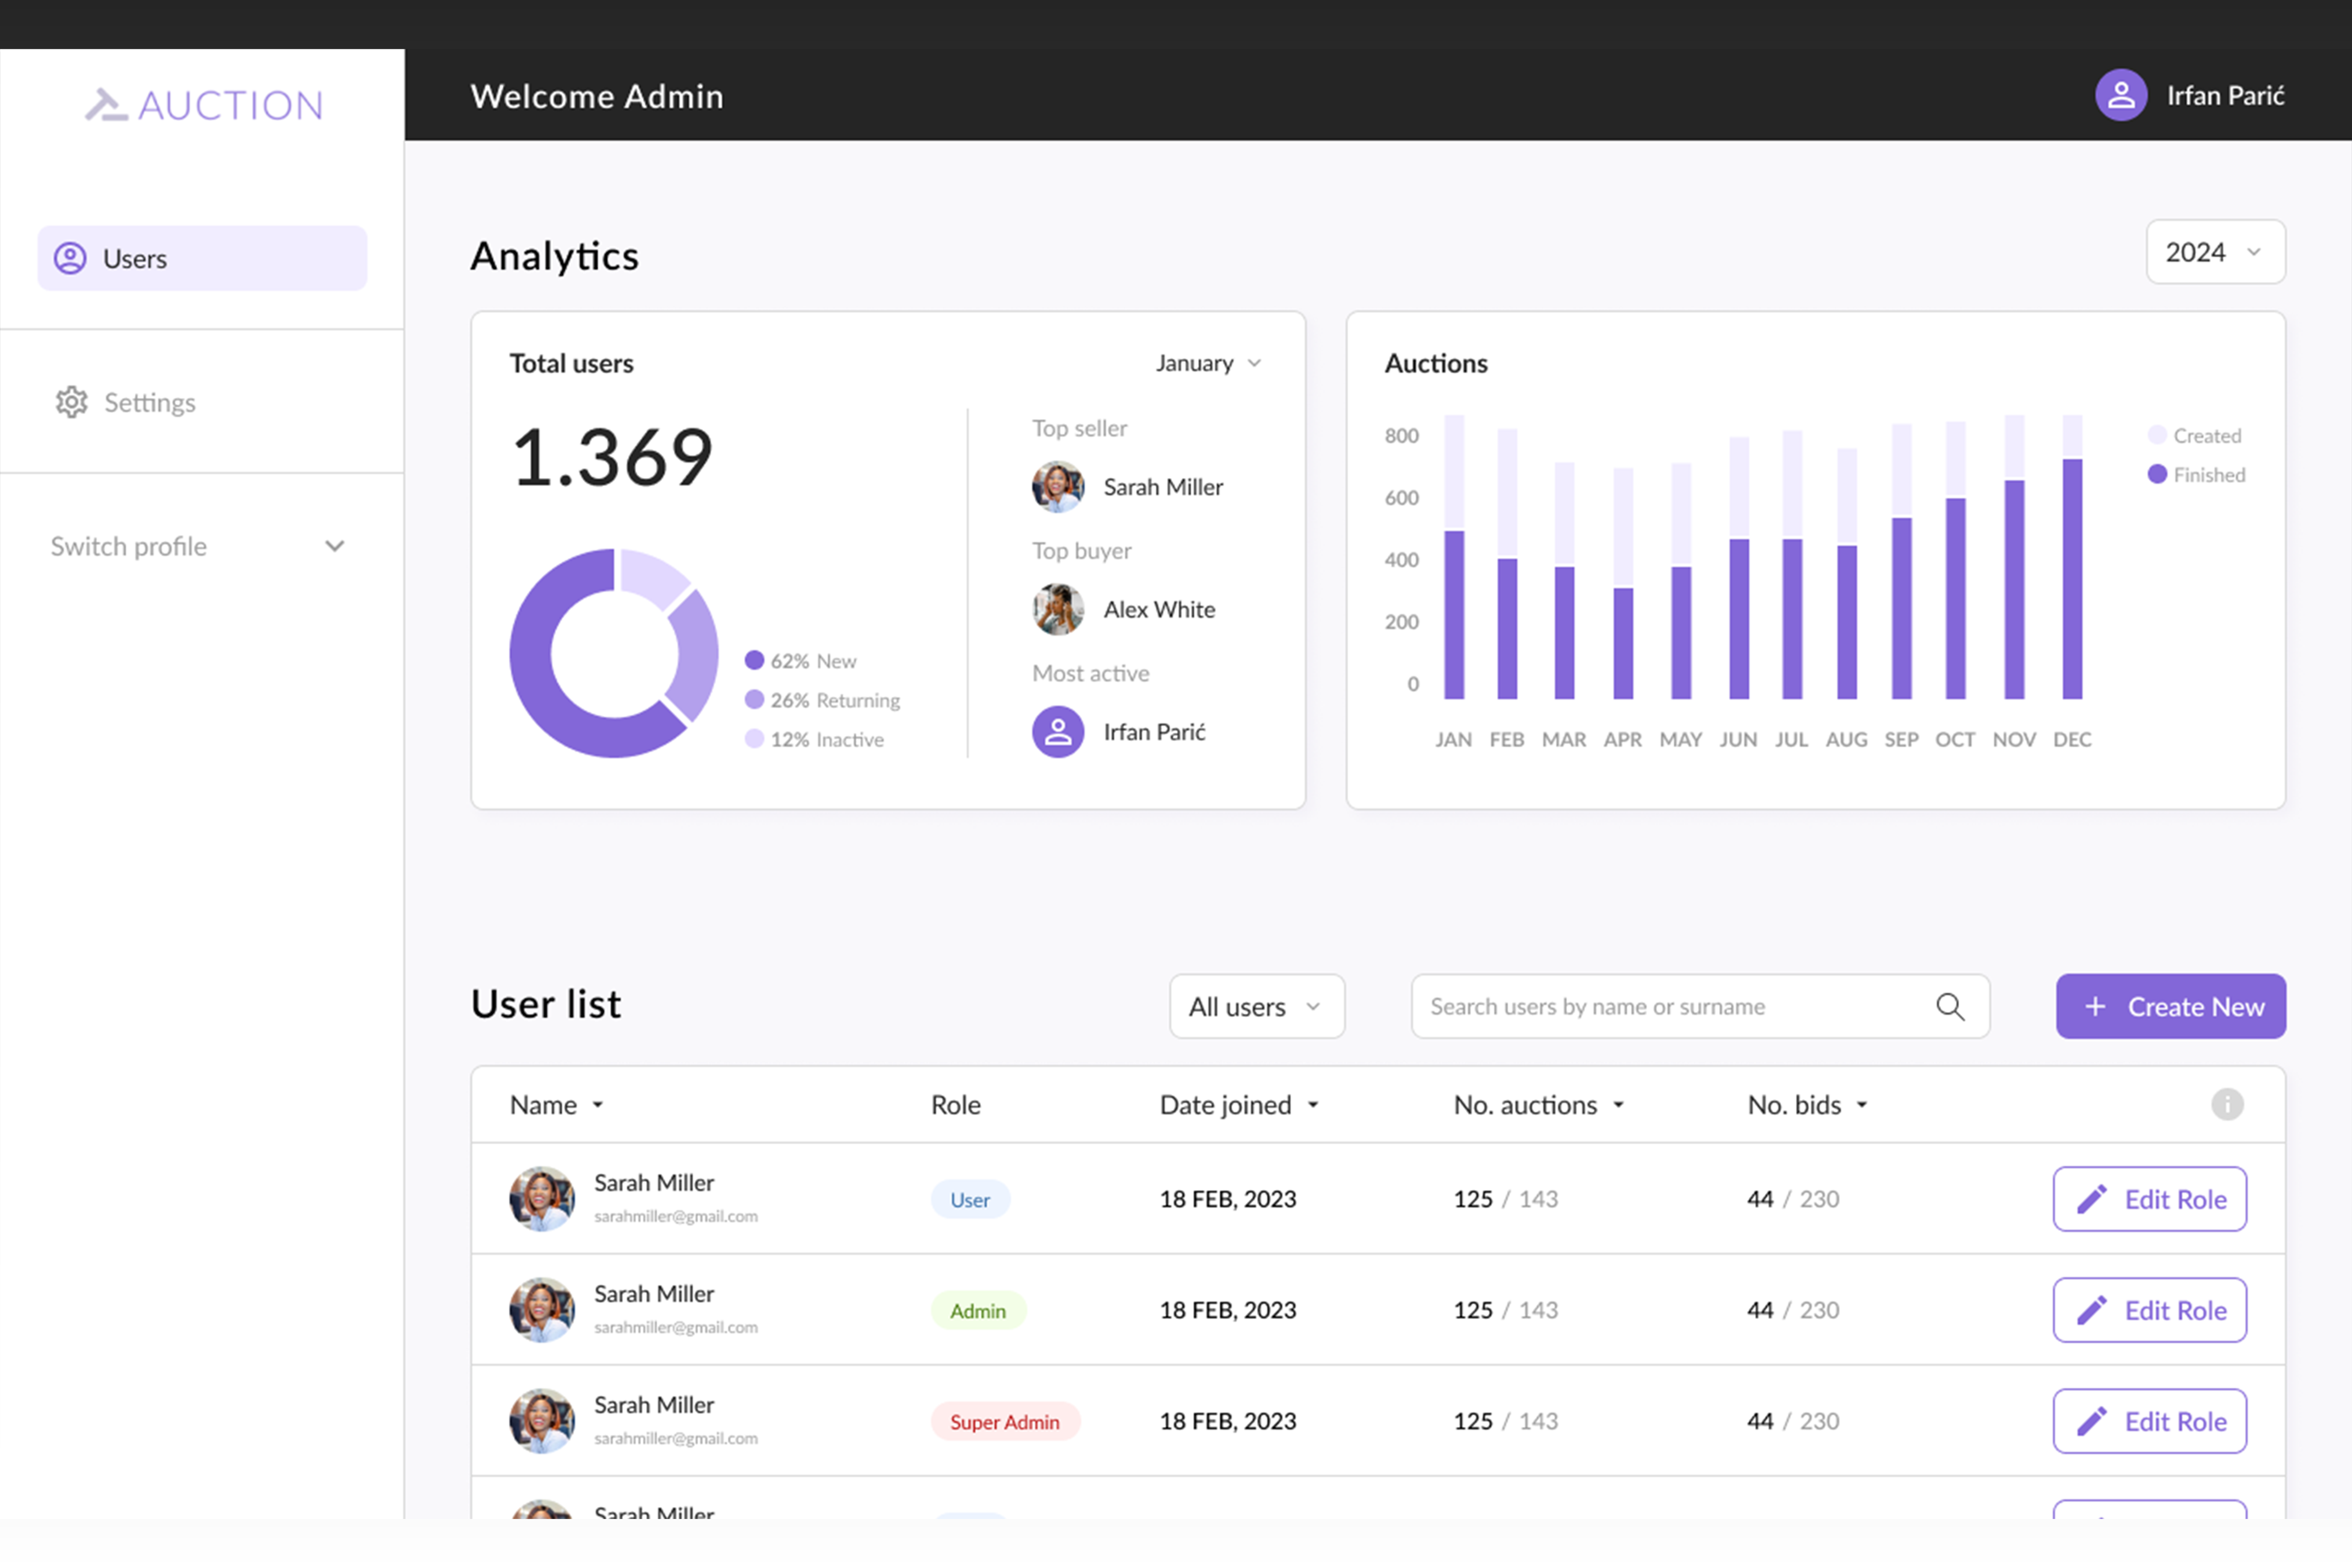 AUCTION
Welcome Admin
Irfan Parić
Users
Settings
Switch profile
Analytics
2024
Total users
January
1.369
62% New
26% Returning
12% Inactive
Top seller
Sarah Miller
Top buyer
Alex White
Most active
Irfan Parić
Auctions
800
600
400
200
0
JAN FEB MAR APR MAY JUN JUL AUG SEP OCT NOV DEC
Created
Finished
User list
All users
Search users by name or surname
+ Create New
Name Role Date joined No. auctions No. bids
Sarah Miller
sarahmiller@gmail.com
User 18 FEB, 2023 125 / 143 44 / 230 Edit Role
Sarah Miller
sarahmiller@gmail.com
Admin 18 FEB, 2023 125 / 143 44 / 230 Edit Role
Sarah Miller
sarahmiller@gmail.com
Super Admin 18 FEB, 2023 125 / 143 44 / 230 Edit Role
Sarah Miller